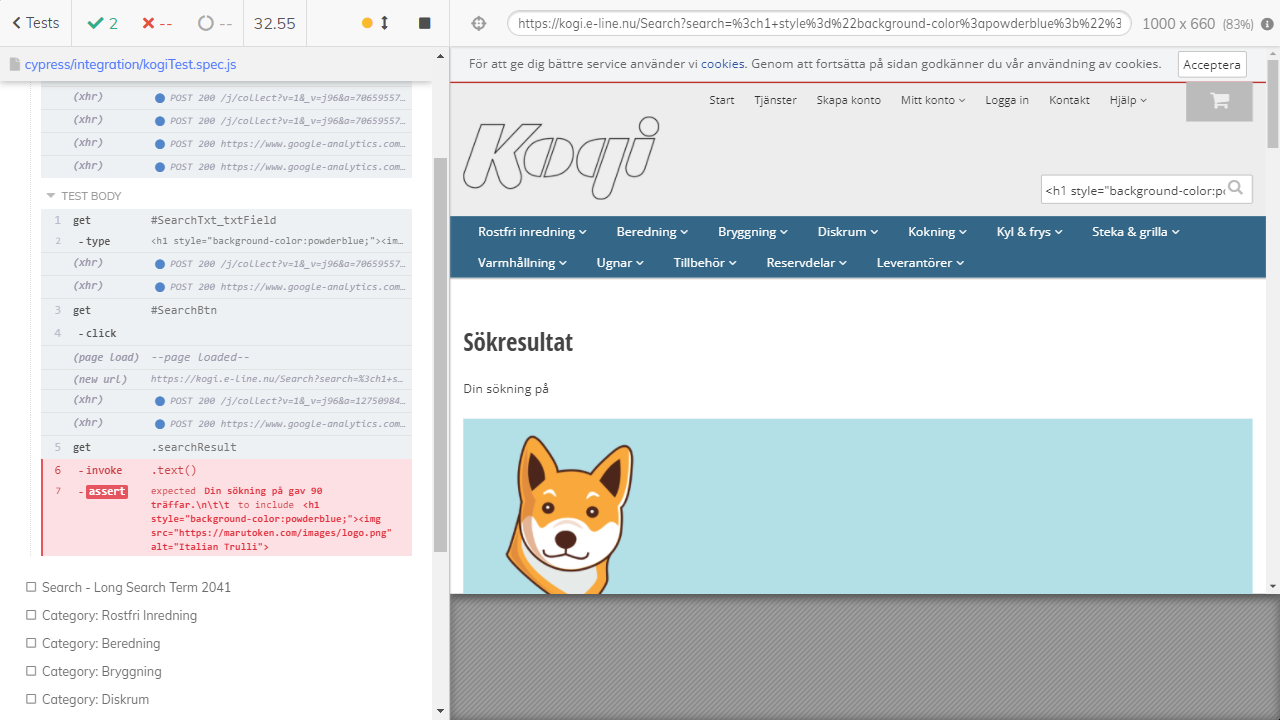 Tests
2
--
--
32.55
https://kogi.e-line.nu/Search?search=%3ch1+style%3d%22background-color%3apowderblue%3b%22%3
1000 x 660 (83%)
cypress/integration/kogiTest.spec.js
(xhr) POST 200 /j/collect?v=1&_v=j96&a=70659557…
(xhr) POST 200 /j/collect?v=1&_v=j96&a=70659557…
(xhr) POST 200 https://www.google-analytics.com…
(xhr) POST 200 https://www.google-analytics.com…
TEST BODY
1 get #SearchTxt_txtField
2 -type <h1 style="background-color:powderblue;"><im…
(xhr) POST 200 /j/collect?v=1&_v=j96&a=70659557…
(xhr) POST 200 https://www.google-analytics.com…
3 get #SearchBtn
4 -click
(page load) --page loaded--
(new url) https://kogi.e-line.nu/Search?search=%3ch1+s…
(xhr) POST 200 /j/collect?v=1&_v=j96&a=12750984…
(xhr) POST 200 https://www.google-analytics.com…
5 get .searchResult
6 -invoke .text()
7 -assert expected Din sökning på gav 90
träffar.\n\t\t to include <h1
style="background-color:powderblue;"><img
src="https://marutoken.com/images/logo.png"
alt="Italian Trulli">
Search - Long Search Term 2041
Category: Rostfri Inredning
Category: Beredning
Category: Bryggning
Category: Diskrum
För att ge dig bättre service använder vi cookies. Genom att fortsätta på sidan godkänner du vår användning av cookies. Acceptera
Start Tjänster Skapa konto Mitt konto Logga in Kontakt Hjälp
Kogi
<h1 style="background-color:po
Rostfri inredning Beredning Bryggning Diskrum Kokning Kyl & frys Steka & grilla
Varmhållning Ugnar Tillbehör Reservdelar Leverantörer
Sökresultat
Din sökning på